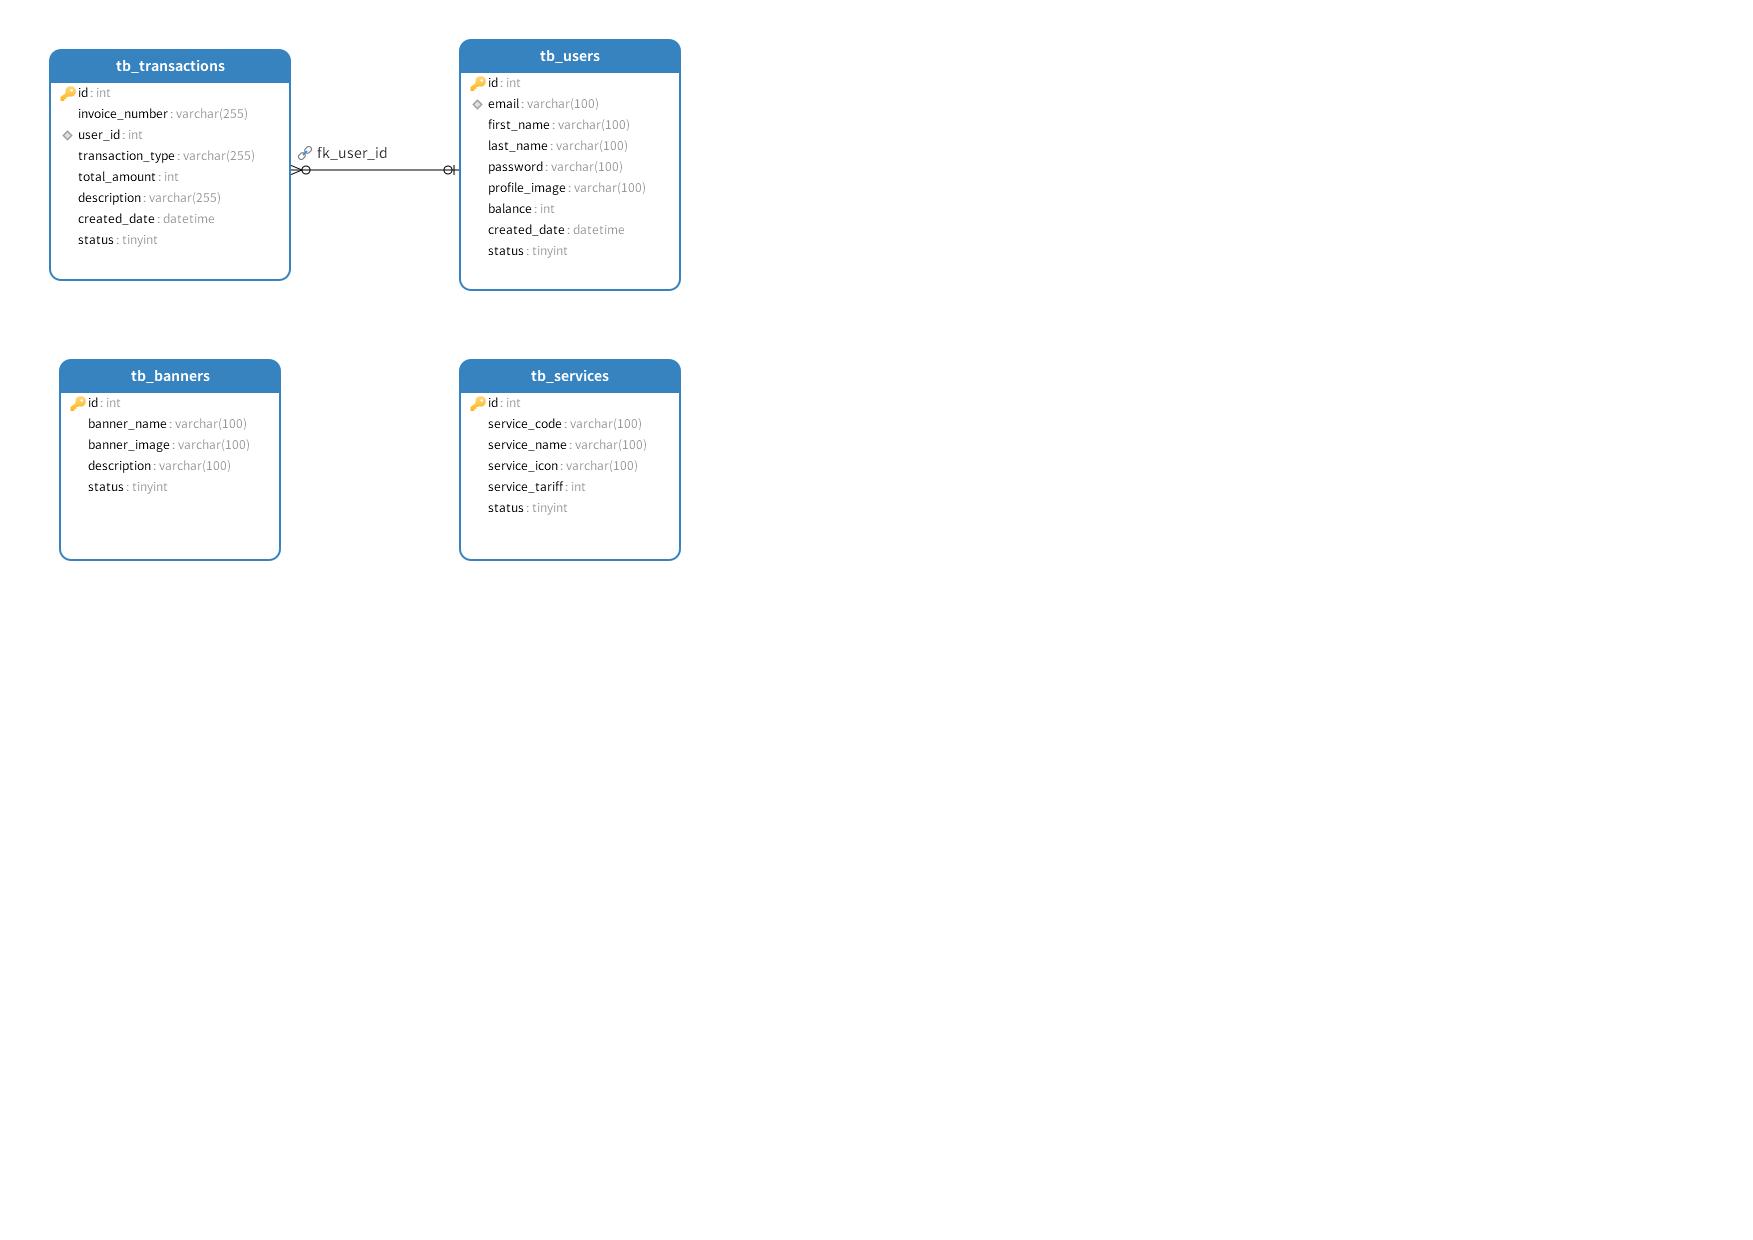 tb_transactions
id : int
invoice_number : varchar(255)
user_id : int
transaction_type : varchar(255)
total_amount : int
description : varchar(255)
created_date : datetime
status : tinyint
fk_user_id
tb_users
id : int
email : varchar(100)
first_name : varchar(100)
last_name : varchar(100)
password : varchar(100)
profile_image : varchar(100)
balance : int
created_date : datetime
status : tinyint
tb_banners
id : int
banner_name : varchar(100)
banner_image : varchar(100)
description : varchar(100)
status : tinyint
tb_services
id : int
service_code : varchar(100)
service_name : varchar(100)
service_icon : varchar(100)
service_tariff : int
status : tinyint